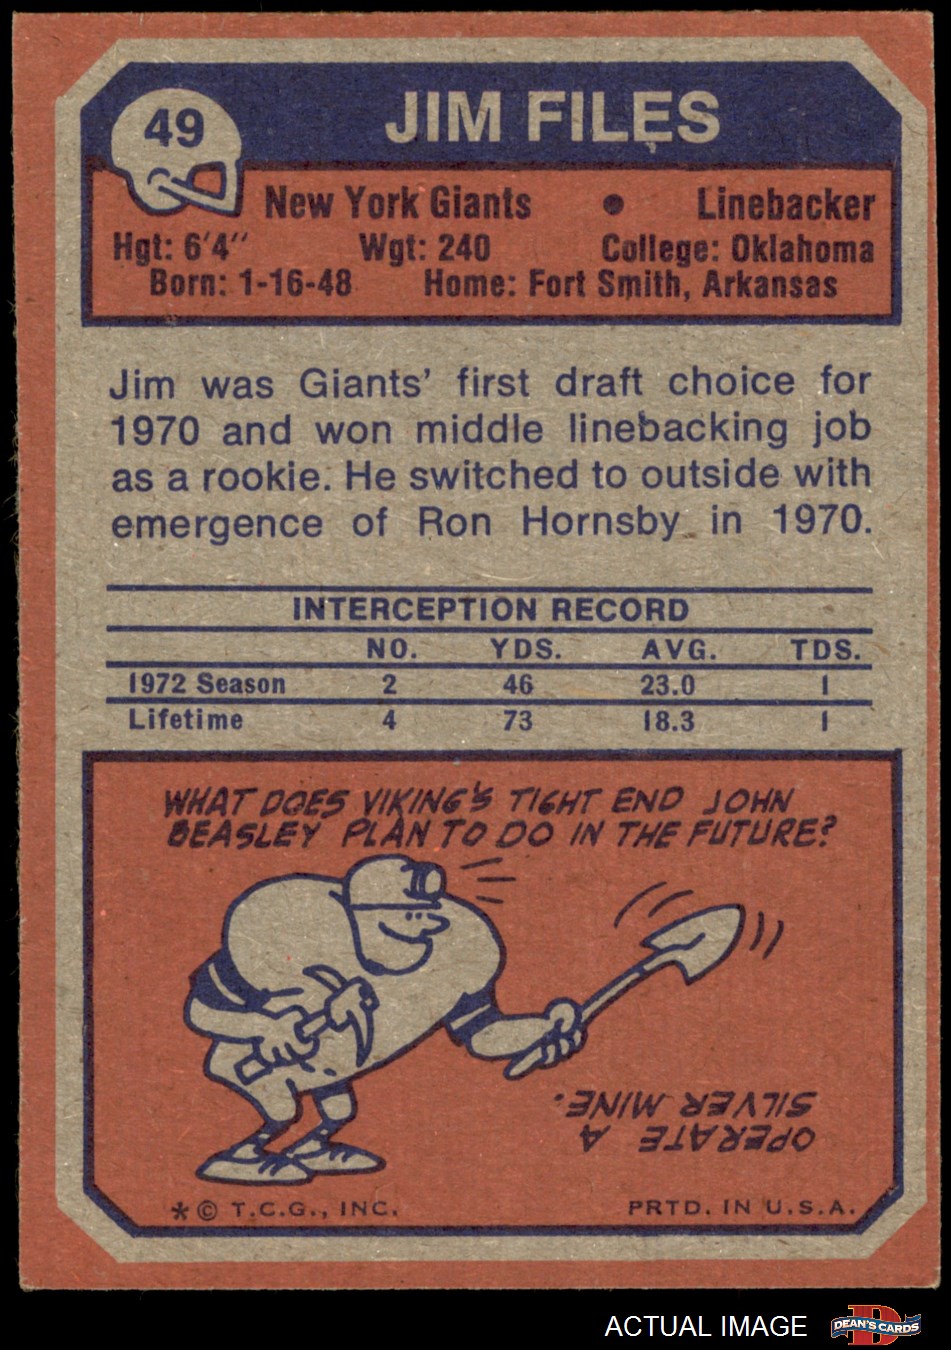 49
JIM FILES
New York Giants • Linebacker
Hgt: 6'4" Wgt: 240 College: Oklahoma
Born: 1-16-48 Home: Fort Smith, Arkansas
Jim was Giants' first draft choice for
1970 and won middle linebacking job
as a rookie. He switched to outside with
emergence of Ron Hornsby in 1970.
INTERCEPTION RECORD
NO. YDS. AVG. TDS.
1972 Season 2 46 23.0 1
Lifetime 4 73 18.3 1
WHAT DOES VIKING'S TIGHT END JOHN
BEASLEY PLAN TO DO IN THE FUTURE?
OPERATE A
SILVER MINE.
*© T.C.G., INC. PRTD. IN U.S.A.
ACTUAL IMAGE
D
DEAN'S CARDS